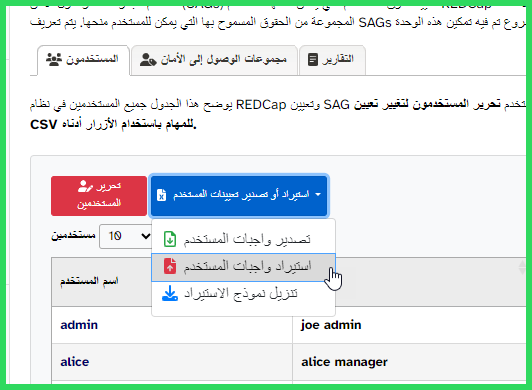 المجموعة من الحقوق المسموح بها التي يمكن للمستخدم منحها. يتم تعريف SAGs روع تم فيه تمكين هذه الوحدة
المستخدمون
مجموعات الوصول إلى الأمان
التقارير
يوضح هذا الجدول جميع المستخدمين في نظام REDCap وتعيين SAG تخدم تحرير المستخدمون لتغيير تعيين
للمهام باستخدام الأزرار أدناه CSV.
تحرير المستخدمين
استيراد أو تصدير تعيينات المستخدم
تصدير واجبات المستخدم
استيراد واجبات المستخدم
تنزيل نموذج الاستيراد
10 مستخدمين
اسم المستخدم
admin joe admin
alice alice manager